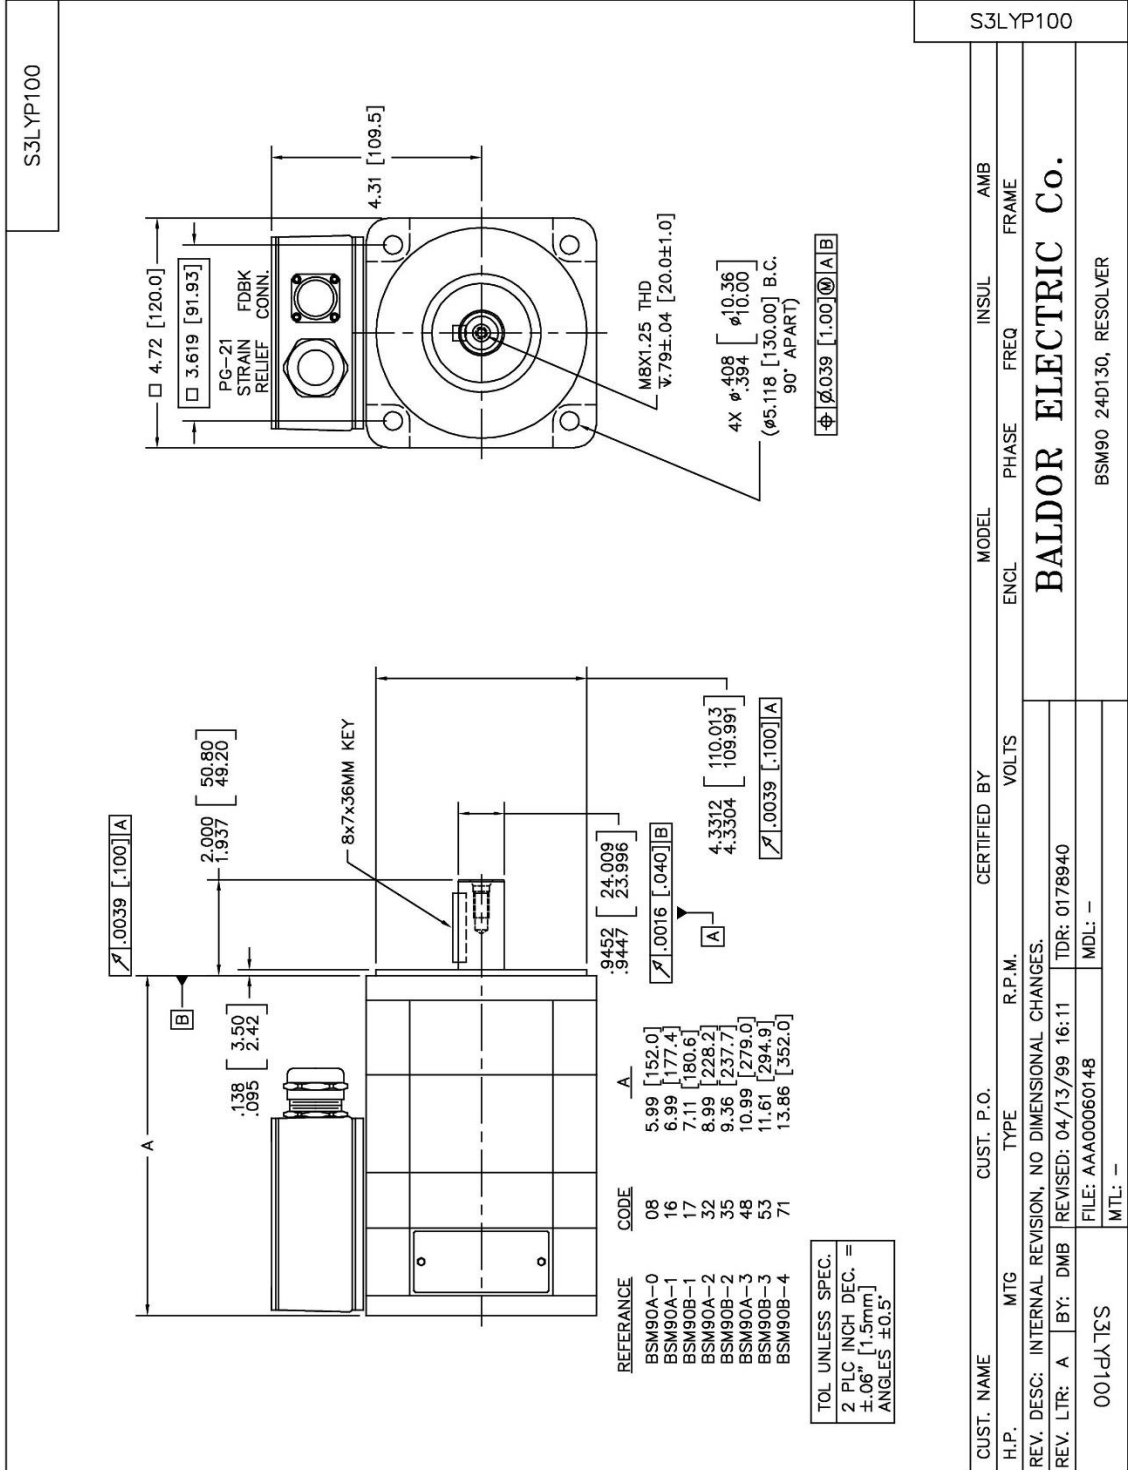 S3LYP100
.0039 [.100] A
B
A
.138 [ 3.50 ]
.095 [ 2.42 ]
2.000 [ 50.80 ]
1.937 [ 49.20 ]
8x7x36MM KEY
.9452 [ 24.009 ]
.9447 [ 23.996 ]
.0016 [.040] B
A
4.3312 [ 110.013 ]
4.3304 [ 109.991 ]
.0039 [.100] A
□ 4.72 [120.0]
□ 3.619 [91.93]
PG-21
STRAIN
RELIEF
FDBK
CONN.
4.31 [109.5]
M8X1.25 THD
↧.79±.04 [20.0±1.0]
4X ø.408 [ ø10.36 ]
.394 [ 10.00 ]
(ø5.118 [130.00] B.C.
90° APART)
⌖ ø.039 [1.00] Ⓜ A B
REFERANCE CODE A
BSM90A-0 08 5.99 [152.0]
BSM90A-1 16 6.99 [177.4]
BSM90B-1 17 7.11 [180.6]
BSM90A-2 32 8.99 [228.2]
BSM90B-2 35 9.36 [237.7]
BSM90A-3 48 10.99 [279.0]
BSM90B-3 53 11.61 [294.9]
BSM90B-4 71 13.86 [352.0]
TOL UNLESS SPEC.
2 PLC INCH DEC. =
±.06" [1.5mm]
ANGLES ±0.5°
S3LYP100
CUST. NAME CUST. P.O. CERTIFIED BY MODEL INSUL AMB
H.P. MTG TYPE R.P.M. VOLTS ENCL PHASE FREQ FRAME
REV. DESC: INTERNAL REVISION, NO DIMENSIONAL CHANGES.
REV. LTR: A BY: DMB REVISED: 04/13/99 16:11 TDR: 0178940
BALDOR ELECTRIC Co.
S3LYP100
FILE: AAA00060148 MDL: -
MTL: -
BSM90 24D130, RESOLVER